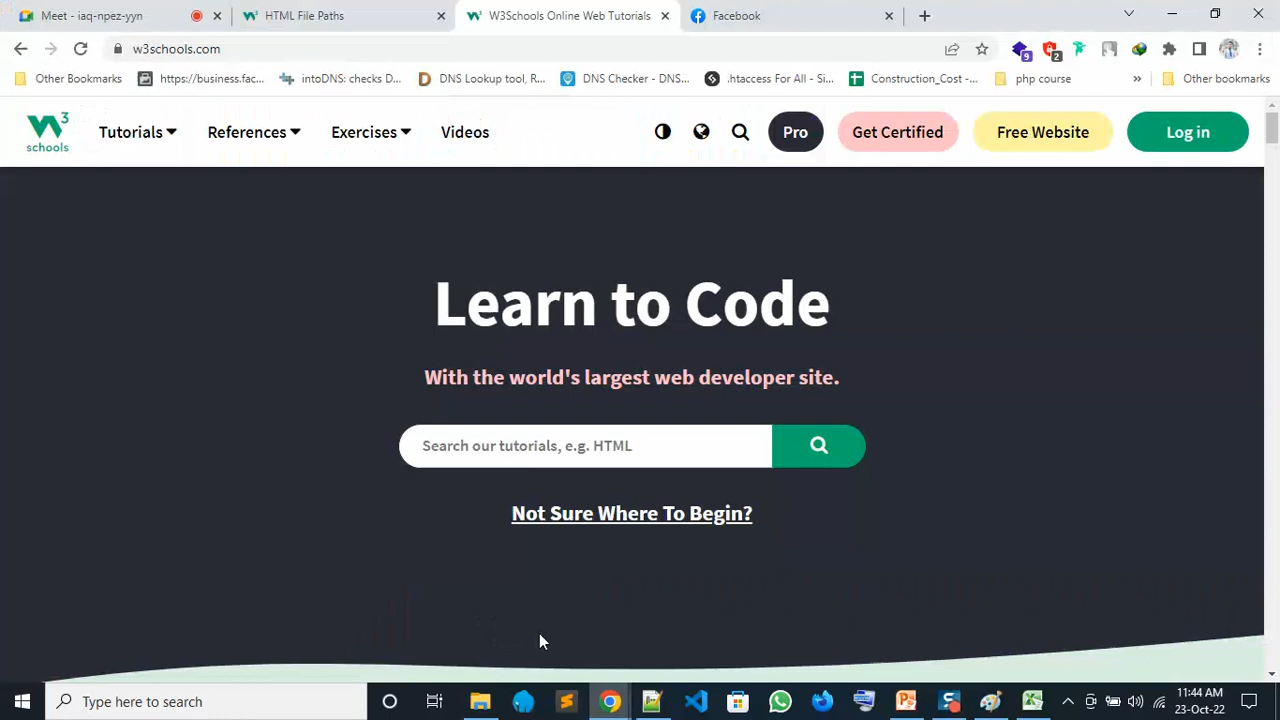 Meet - iaq-npez-yyn
HTML File Paths
W3Schools Online Web Tutorials
Facebook
w3schools.com
9
2
Other Bookmarks
https://business.fac...
intoDNS: checks D...
DNS Lookup tool, R...
DNS Checker - DNS...
.htaccess For All - Si...
Construction_Cost -...
php course
»
Other bookmarks
3
schools
Tutorials
References
Exercises
Videos
Pro
Get Certified
Free Website
Log in
Learn to Code
With the world's largest web developer site.
Search our tutorials, e.g. HTML
Not Sure Where To Begin?
Type here to search
11:44 AM
23-Oct-22